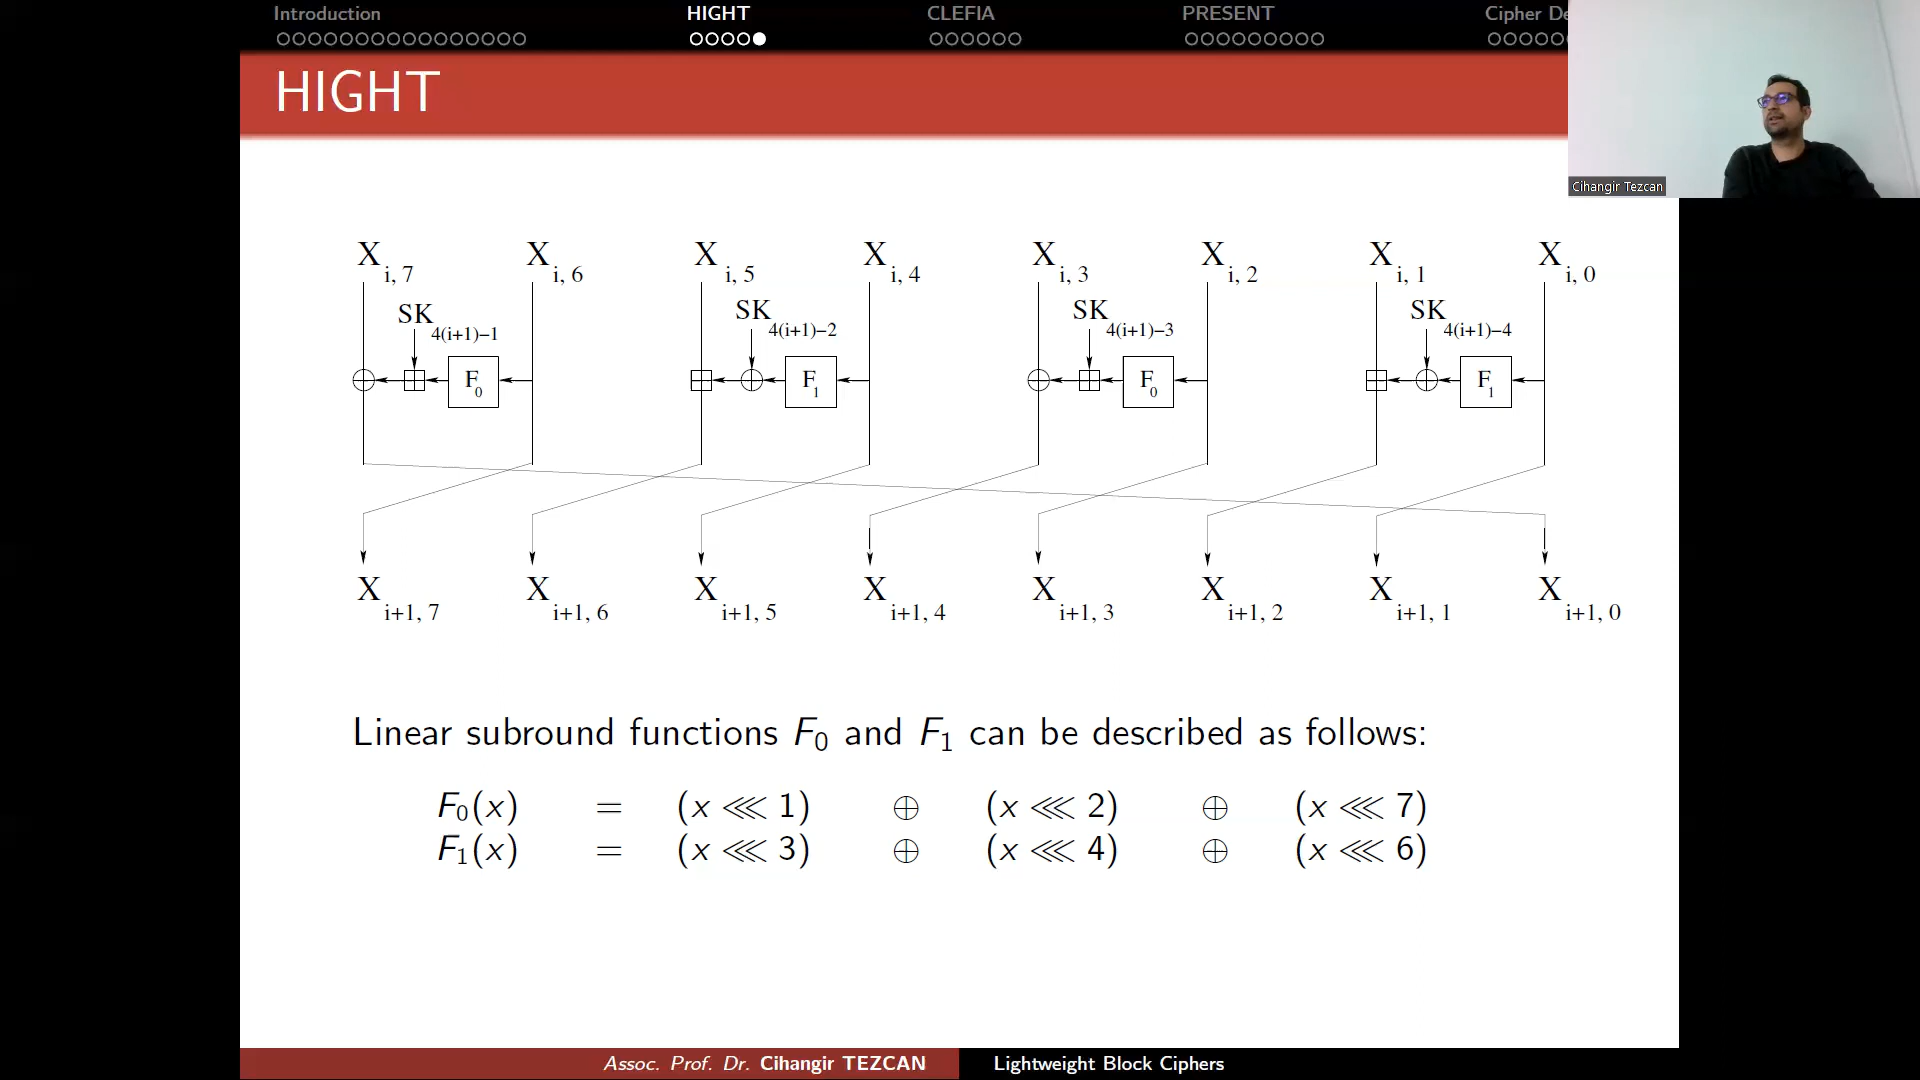 Introduction HIGHT CLEFIA PRESENT Cipher De
HIGHT
Cihangir Tezcan
X i, 7 X i, 6 X i, 5 X i, 4 X i, 3 X i, 2 X i, 1 X i, 0
SK 4(i+1)−1 SK 4(i+1)−2 SK 4(i+1)−3 SK 4(i+1)−4
F0 F1 F0 F1
X i+1, 7 X i+1, 6 X i+1, 5 X i+1, 4 X i+1, 3 X i+1, 2 X i+1, 1 X i+1, 0
Linear subround functions F₀ and F₁ can be described as follows:
F₀(x) = (x ⋘ 1) ⊕ (x ⋘ 2) ⊕ (x ⋘ 7)
F₁(x) = (x ⋘ 3) ⊕ (x ⋘ 4) ⊕ (x ⋘ 6)
Assoc. Prof. Dr. Cihangir TEZCAN Lightweight Block Ciphers